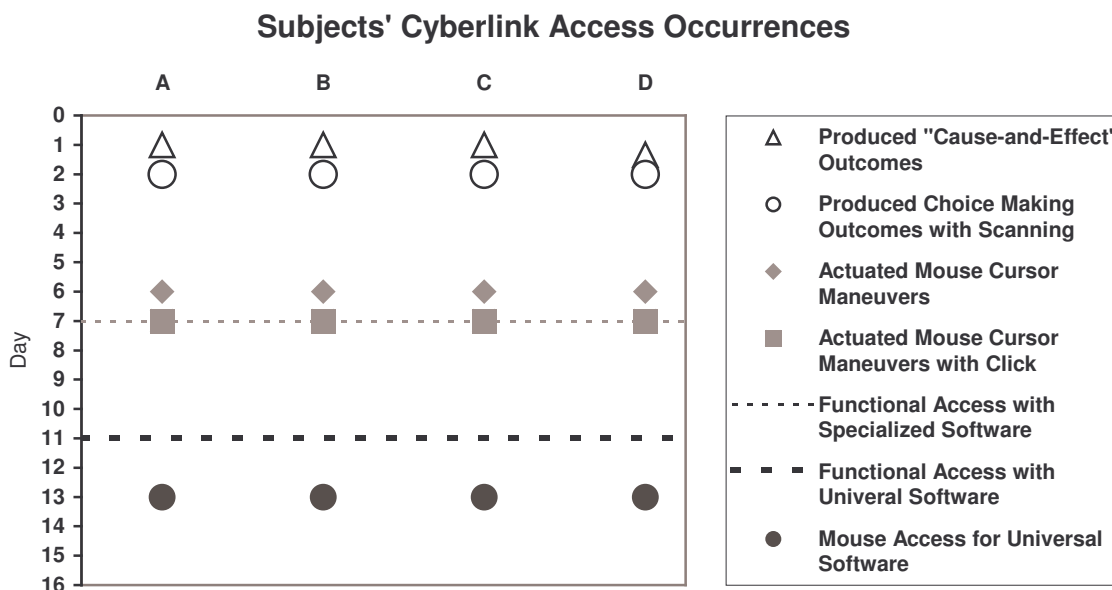 Subjects' Cyberlink Access Occurrences
A B C D
0
1
2
3
4
5
6
7
8
9
10
11
12
13
14
15
16
Day
Produced "Cause-and-Effect"
Outcomes
Produced Choice Making
Outcomes with Scanning
Actuated Mouse Cursor
Maneuvers
Actuated Mouse Cursor
Maneuvers with Click
Functional Access with
Specialized Software
Functional Access with
Univeral Software
Mouse Access for Universal
Software